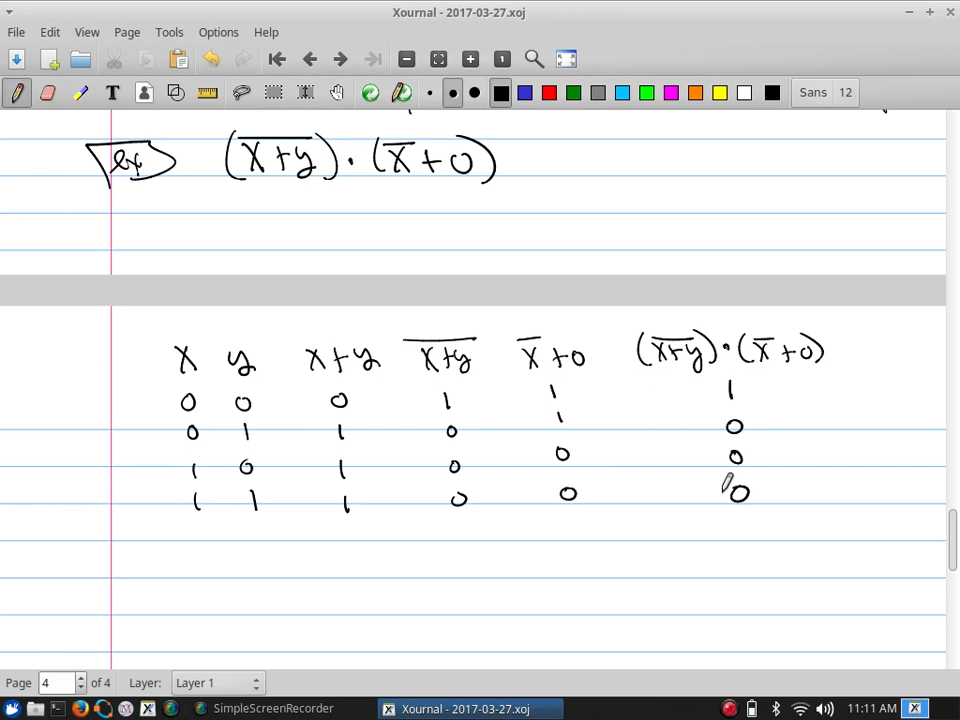 Xournal - 2017-03-27.xoj
File Edit View Page Tools Options Help
Sans 12
ex (X̅+̅y̅) · (X̅+0)
X y X+y X̅+̅y̅ X̅+0 (X̅+̅y̅)·(X̅+0)
0 0 0 1 1 1
0 1 1 0 1 0
1 0 1 0 0 0
1 1 1 0 0 0
Page 4 of 4 Layer: Layer 1
SimpleScreenRecorder Xournal - 2017-03-27.xoj 11:11 AM